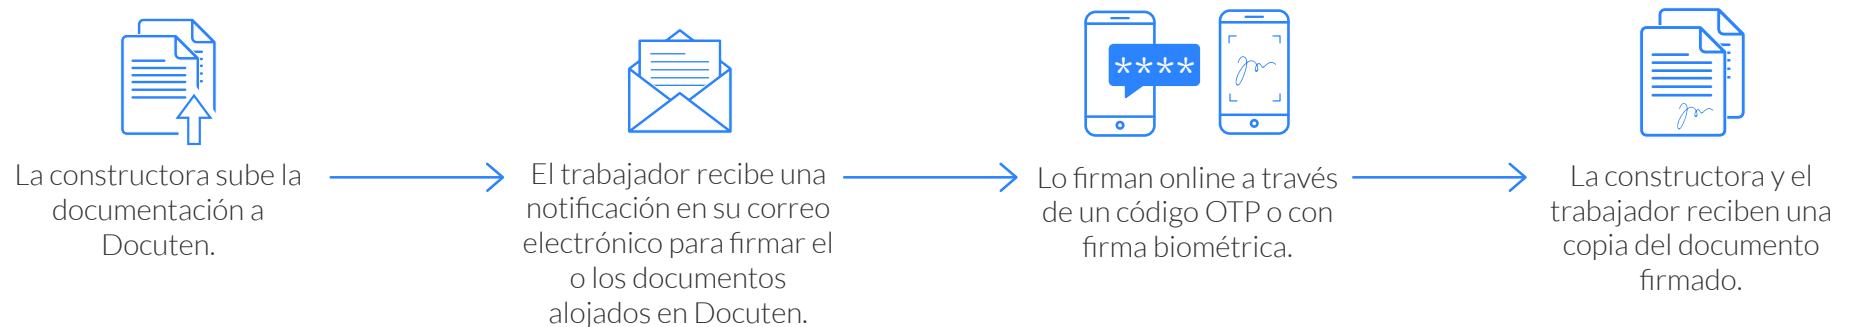 ****
La constructora sube la
documentación a
Docuten.
El trabajador recibe una
notificación en su correo
electrónico para firmar el
o los documentos
alojados en Docuten.
Lo firman online a través
de un código OTP o con
firma biométrica.
La constructora y el
trabajador reciben una
copia del documento
firmado.